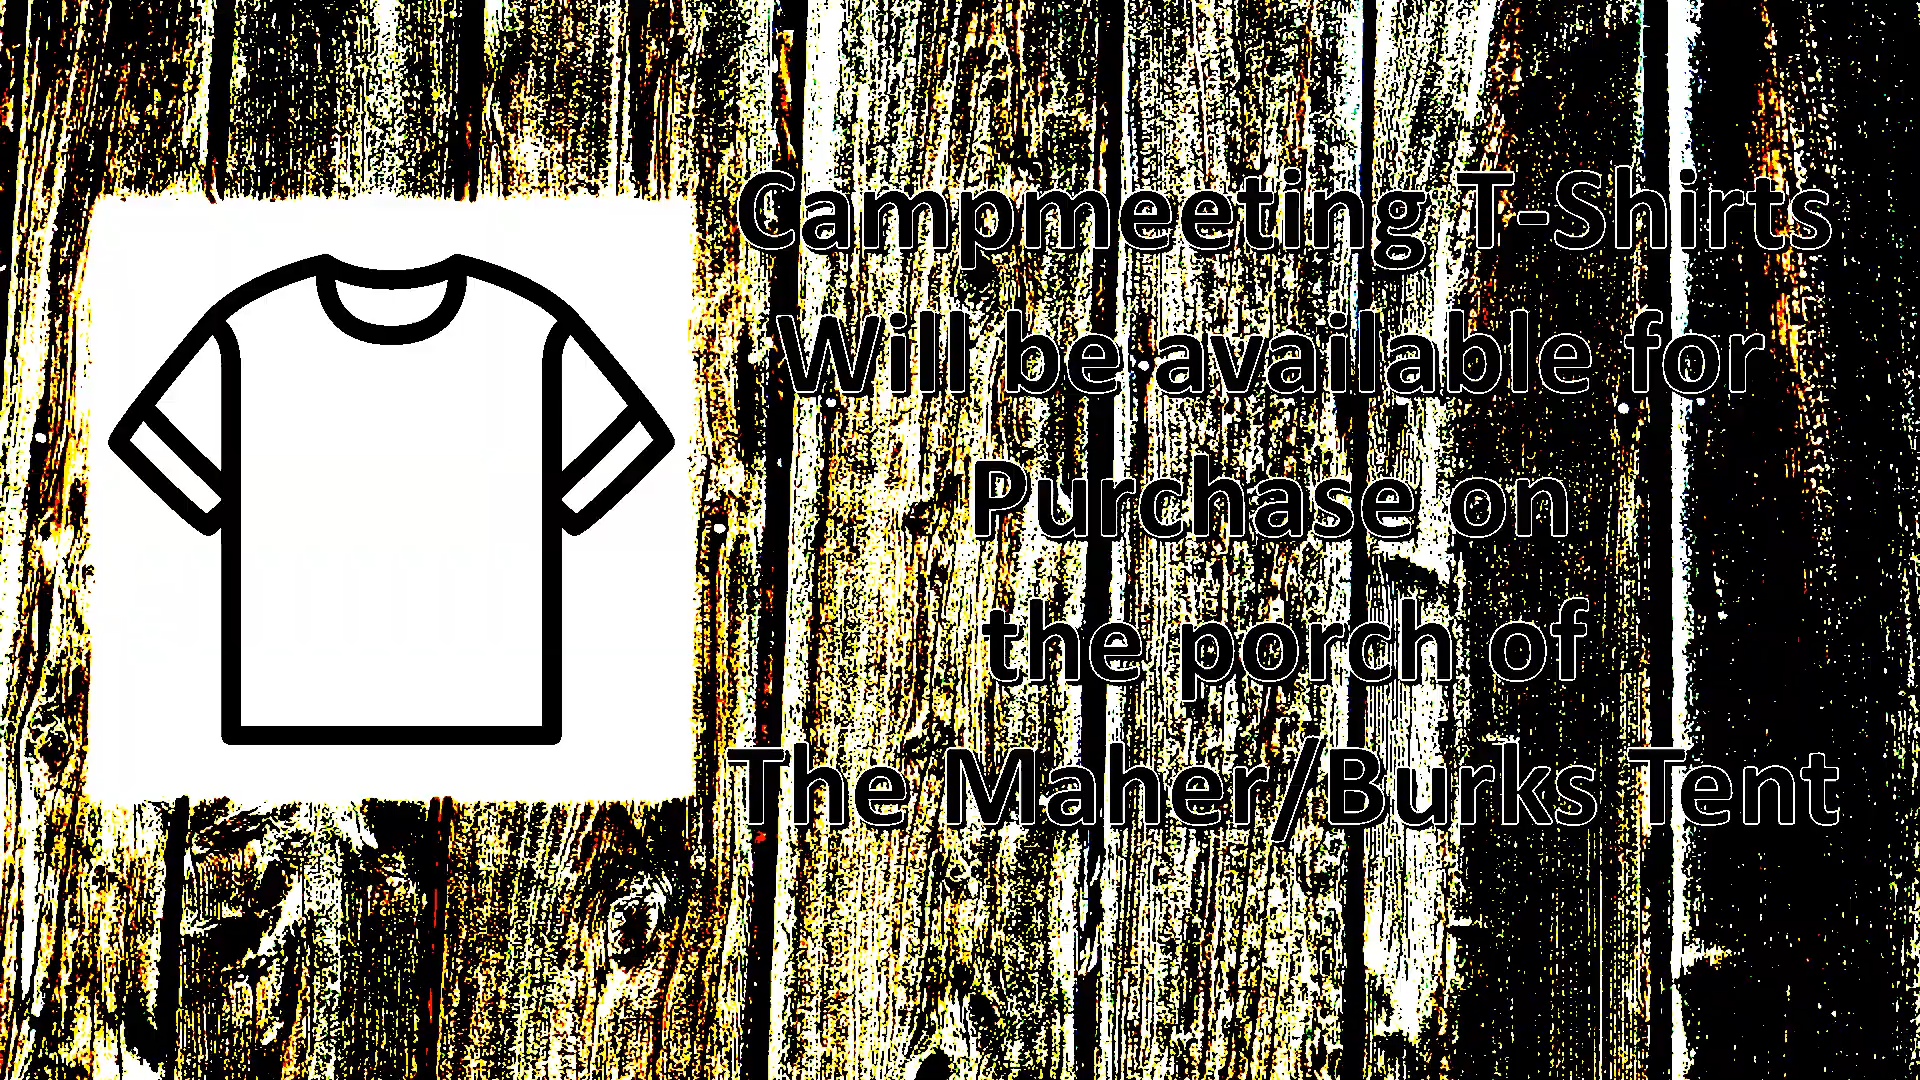 Campmeeting T-Shirts
Will be available for
Purchase on
the porch of
The Maher/Burks Tent